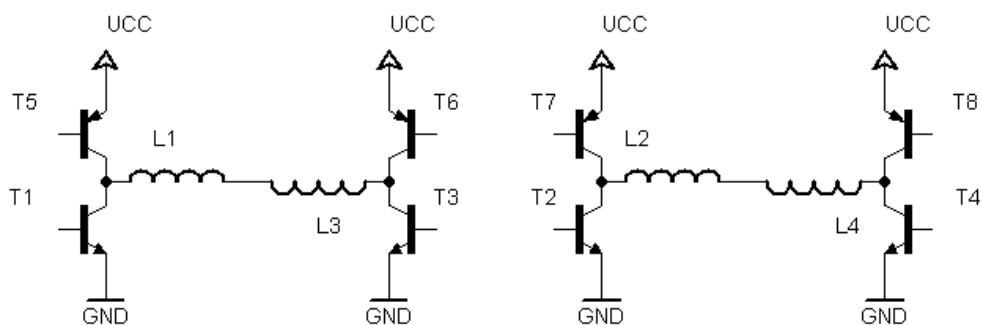 UCC UCC UCC UCC
T5 T6 T7 T8
L1 L2
T1 T3 T2 T4
L3 L4
GND GND GND GND